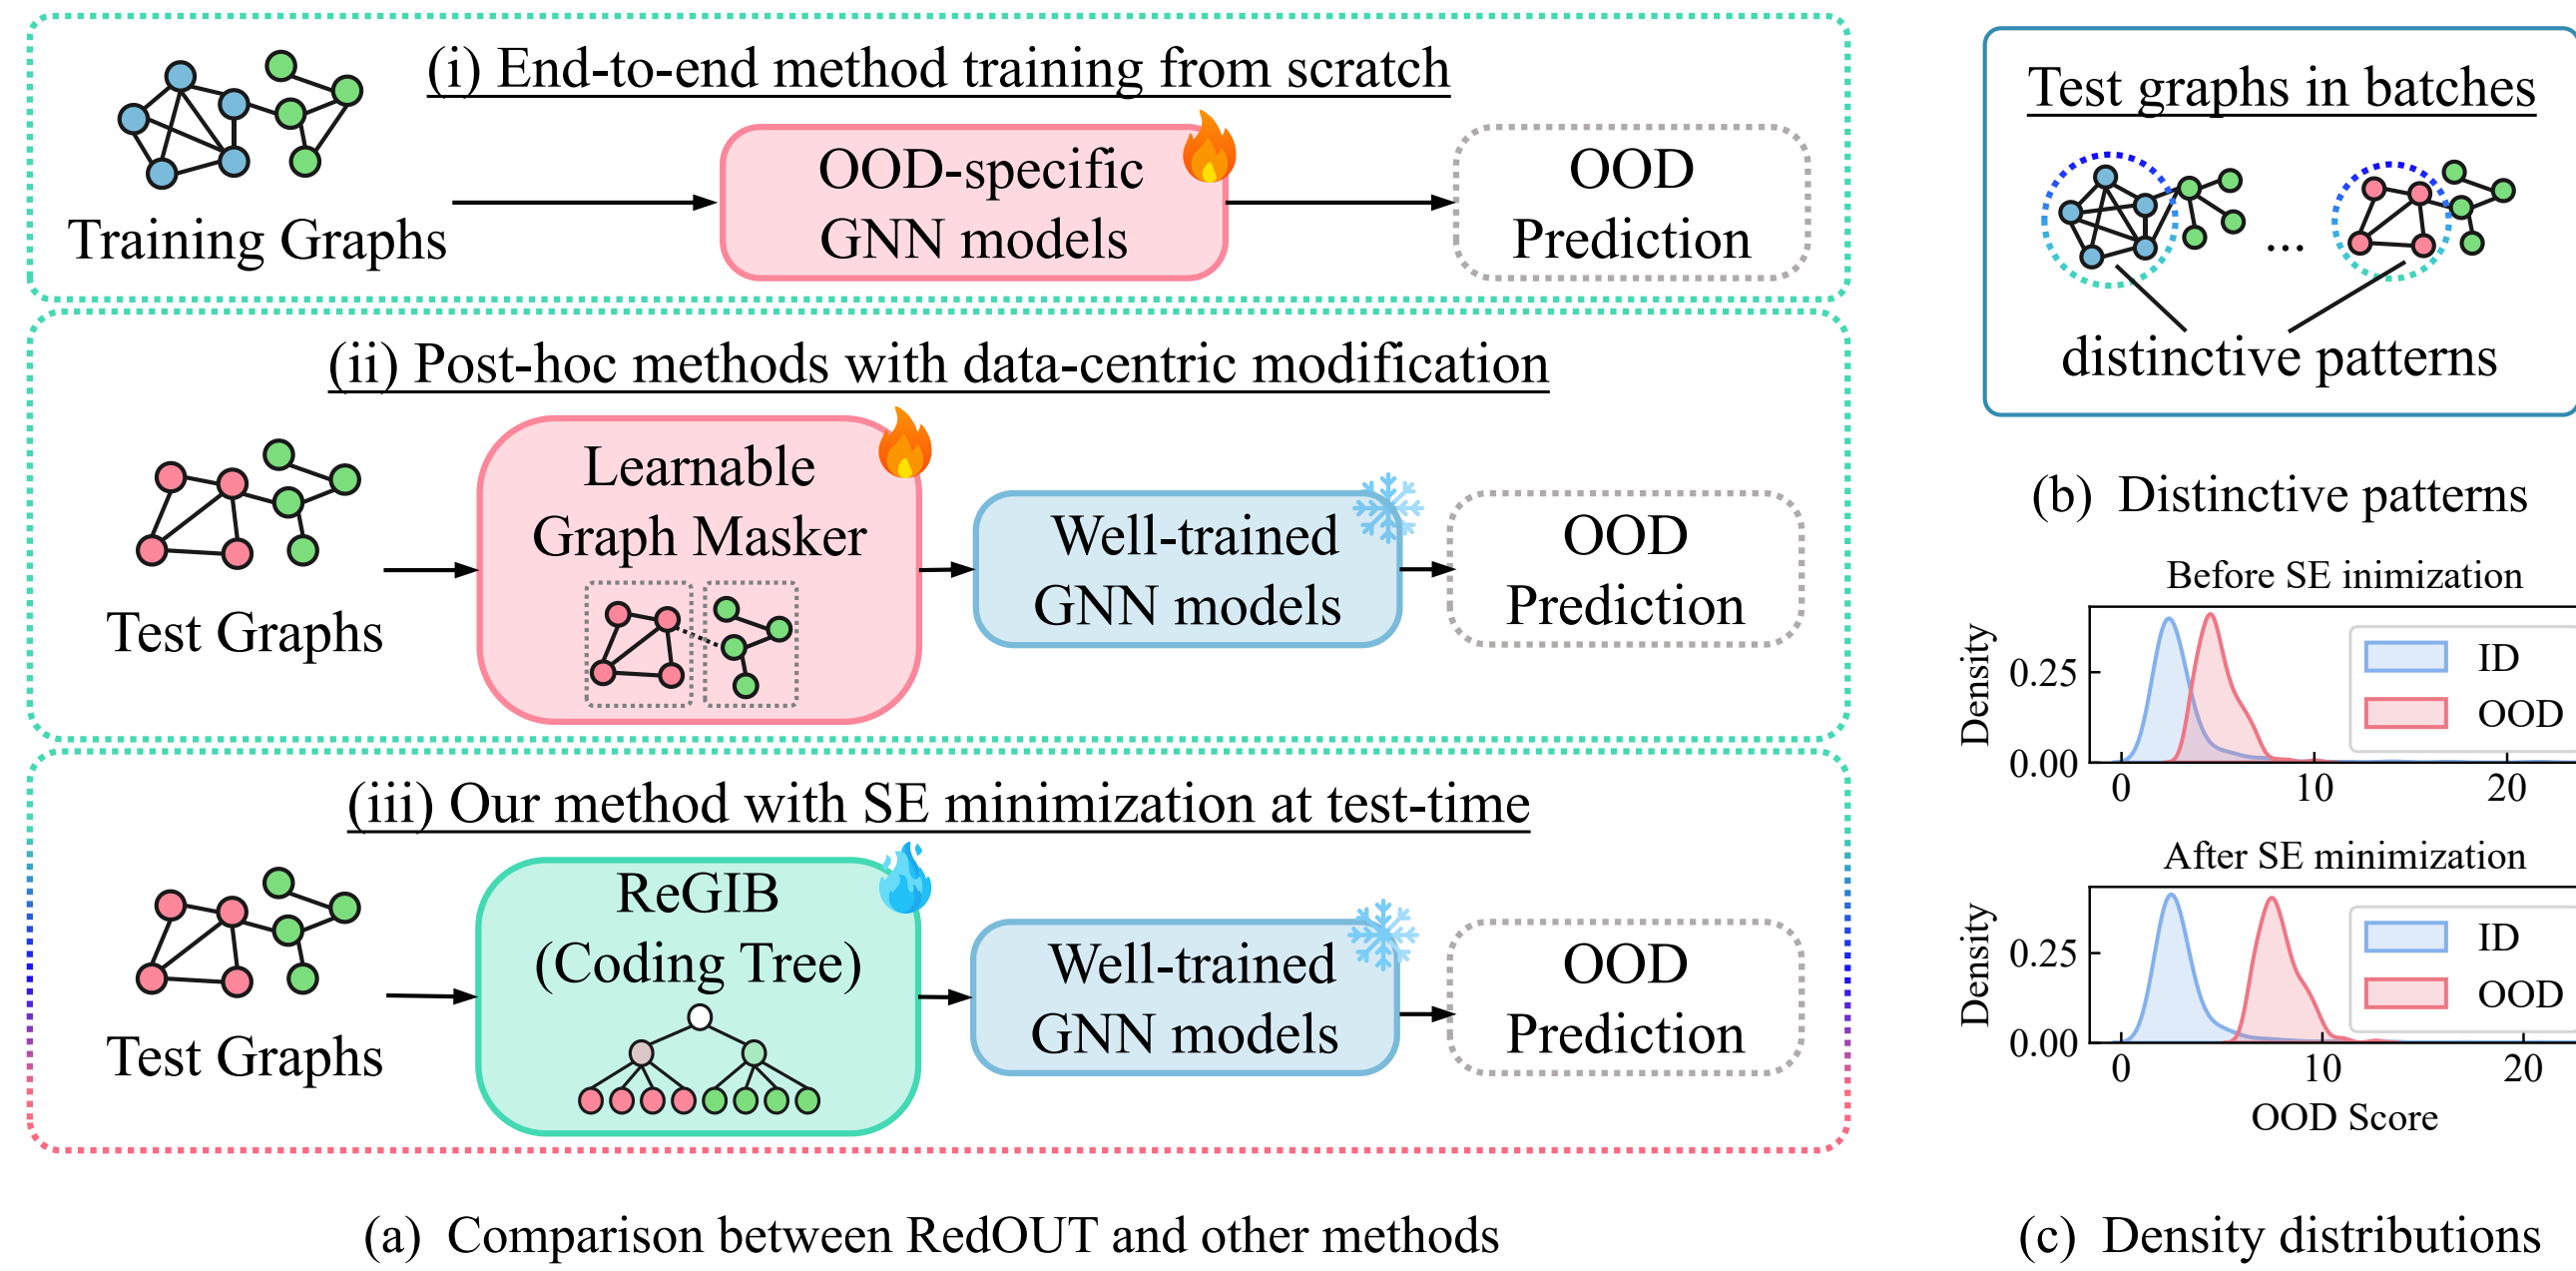 (i) End-to-end method training from scratch
Training Graphs
OOD-specific
GNN models
OOD
Prediction
(ii) Post-hoc methods with data-centric modification
Test Graphs
Learnable
Graph Masker
Well-trained
GNN models
OOD
Prediction
(iii) Our method with SE minimization at test-time
Test Graphs
ReGIB
(Coding Tree)
Well-trained
GNN models
OOD
Prediction
(a) Comparison between RedOUT and other methods
Test graphs in batches
...
distinctive patterns
(b) Distinctive patterns
Before SE inimization
Density
0.25
0.00
0
10
20
ID
OOD
After SE minimization
Density
0.25
0.00
0
10
20
ID
OOD
OOD Score
(c) Density distributions